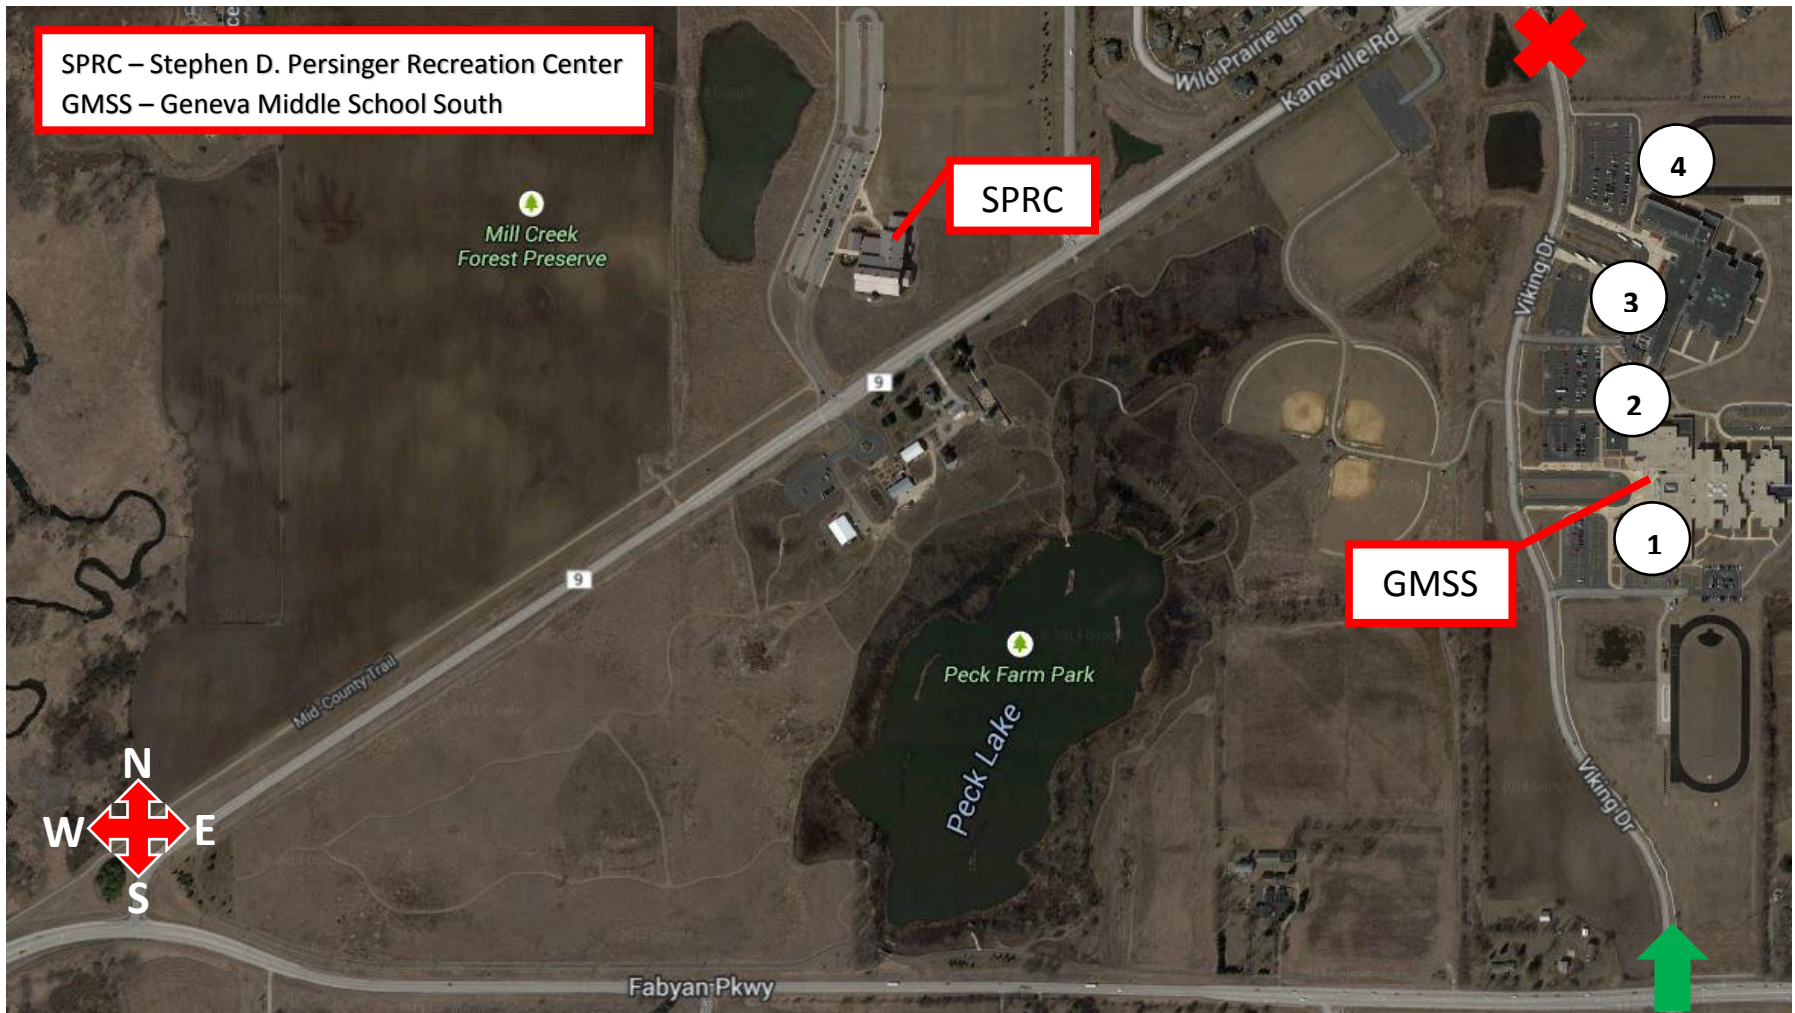 ce
SPRC – Stephen D. Persinger Recreation Center
GMSS – Geneva Middle School South
Wild Prairie Ln
Kaneville Rd
4
SPRC
Mill Creek
Forest Preserve
Viking Dr
3
9
2
1
GMSS
9
Peck Farm Park
Mid-County Trail
Peck Lake
Viking Dr
N
W
E
S
Fabyan Pkwy